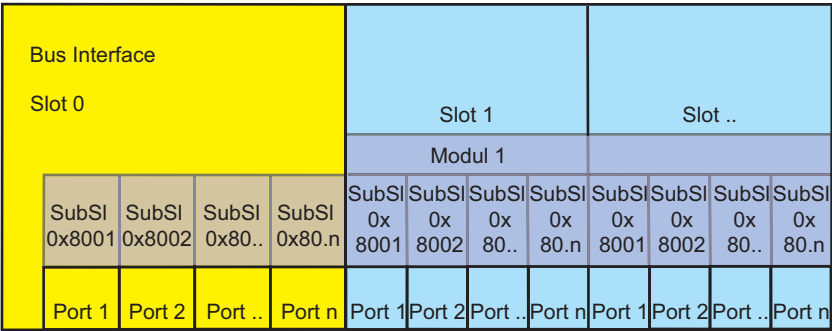 Bus Interface
Slot 0
Slot 1
Slot ..
Modul 1
SubSl
0x8001
SubSl
0x8002
SubSl
0x80..
SubSl
0x80.n
SubSl
0x
8001
SubSl
0x
8002
SubSl
0x
80..
SubSl
0x
80.n
SubSl
0x
8001
SubSl
0x
8002
SubSl
0x
80..
SubSl
0x
80.n
Port 1
Port 2
Port ..
Port n
Port 1
Port 2
Port ..
Port n
Port 1
Port 2
Port ..
Port n